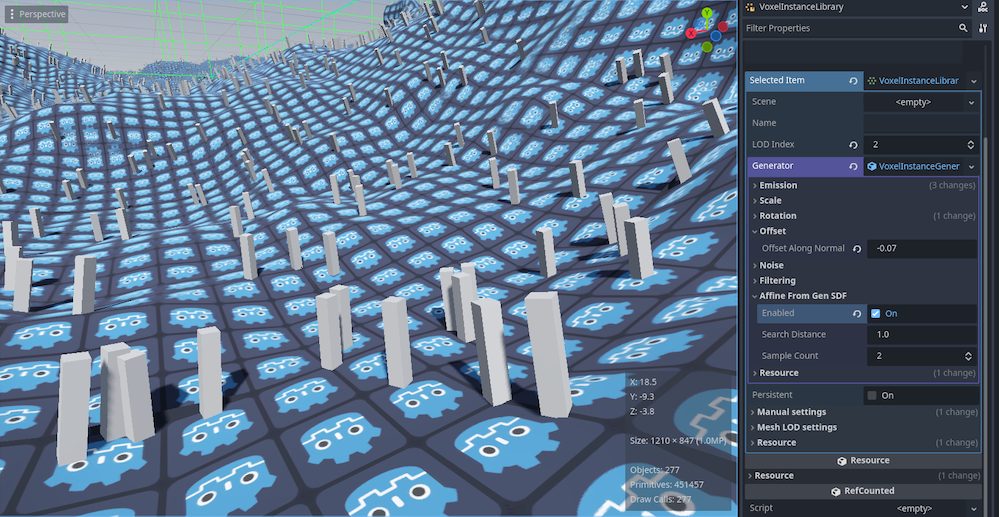 Perspective
Y
X
X: 18.5
Y: -9.3
Z: -3.8
Size: 1210 × 847 (1.0MP)
Objects: 277
Primitives: 451457
Draw Calls: 277
VoxelInstanceLibrary
Filter Properties
Selected Item VoxelInstanceLibrar
Scene <empty>
Name
LOD Index 2
Generator VoxelInstanceGener
Emission (3 changes)
Scale
Rotation (1 change)
Offset
Offset Along Normal -0.07
Noise
Filtering
Affine From Gen SDF
Enabled On
Search Distance 1.0
Sample Count 2
Resource (1 change)
Persistent On
Manual settings (1 change)
Mesh LOD settings
Resource (1 change)
Resource
Resource (1 change)
RefCounted
Script <empty>